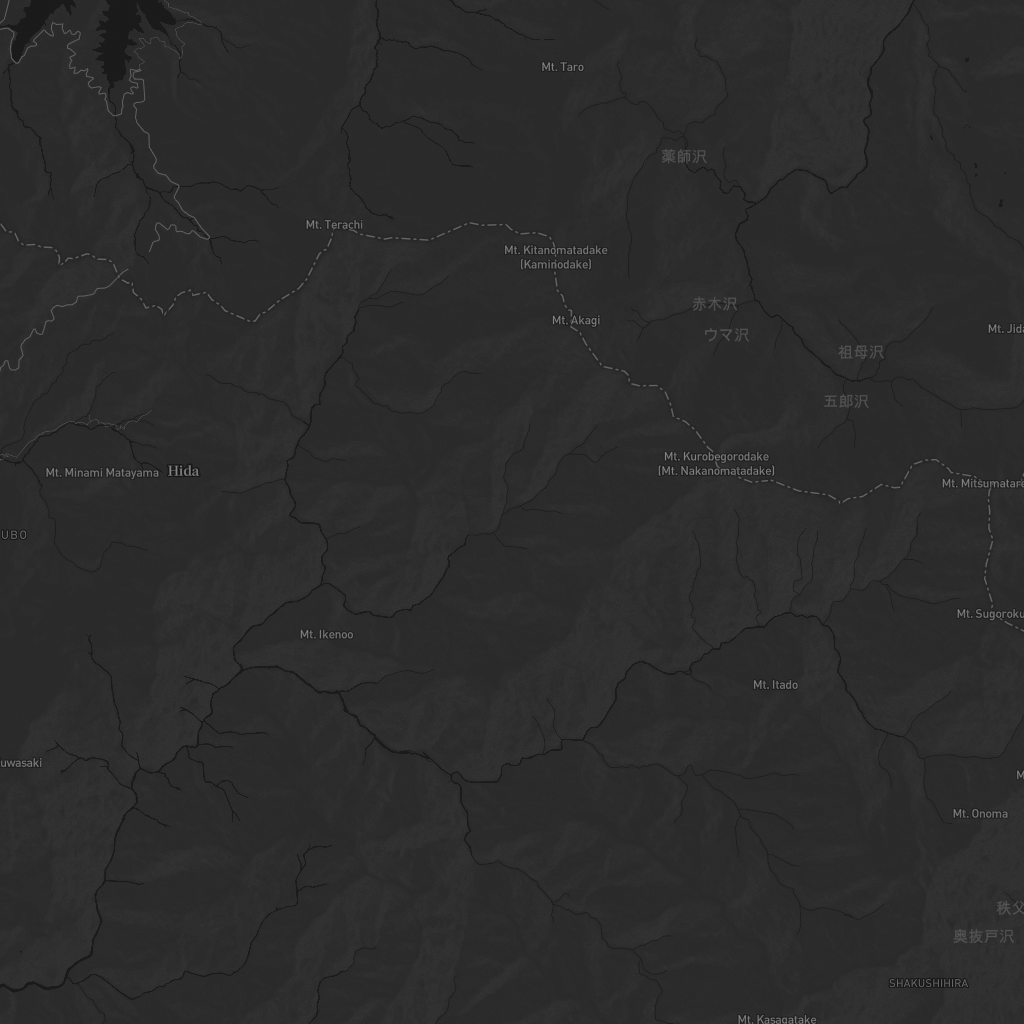 Mt. Taro
薬師沢
Mt. Terachi
Mt. Kitanomatadake
(Kaminodake)
赤木沢
Mt. Akagi
ウマ沢
Mt. Jida
祖母沢
五郎沢
Mt. Kurobegorodake
(Mt. Nakanomatadake)
Mt. Minami Matayama
Hida
Mt. Mitsumatare
UBO
Mt. Sugoroku
Mt. Ikenoo
Mt. Itado
uwasaki
M
Mt. Onoma
秩父
奥抜戸沢
SHAKUSHIHIRA
Mt. Kasagatake